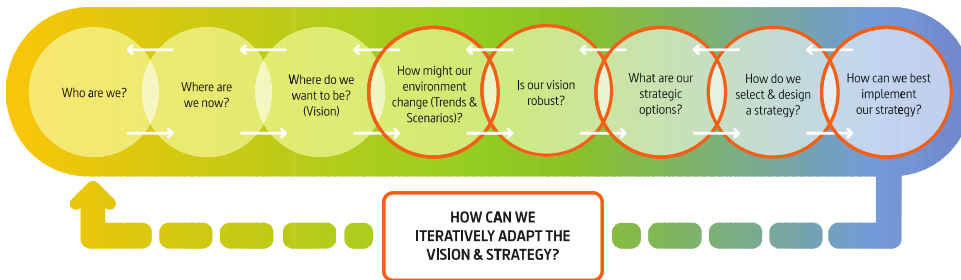 Who are we?
Where are
we now?
Where do we
want to be?
(Vision)
How might our
environment
change (Trends &
Scenarios)?
Is our vision
robust?
What are our
strategic
options?
How do we
select & design
a strategy?
How can we best
implement
our strategy?
HOW CAN WE
ITERATIVELY ADAPT THE
VISION & STRATEGY?